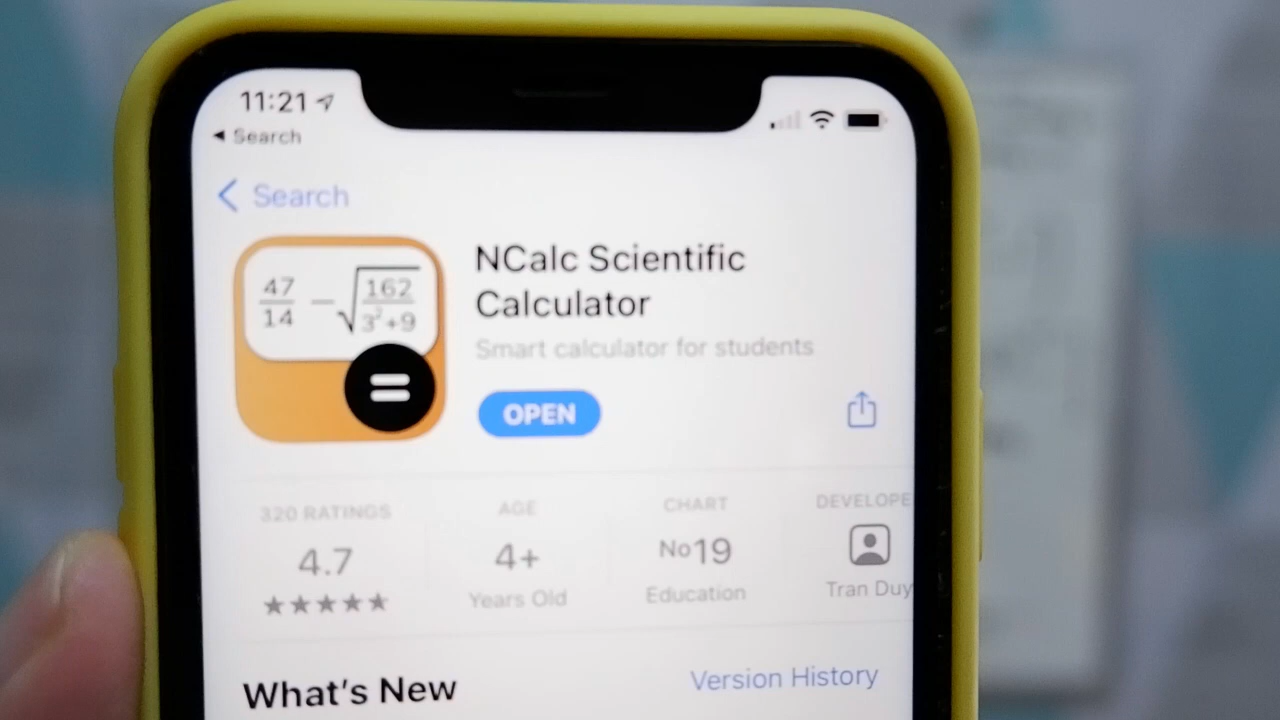 11:21
◀ Search
Search
47
14
−√
162
3²+9
=
NCalc Scientific
Calculator
Smart calculator for students
OPEN
320 RATINGS
4.7
★★★★★
AGE
4+
Years Old
CHART
No19
Education
DEVELOPE
Tran Duy
What's New
Version History